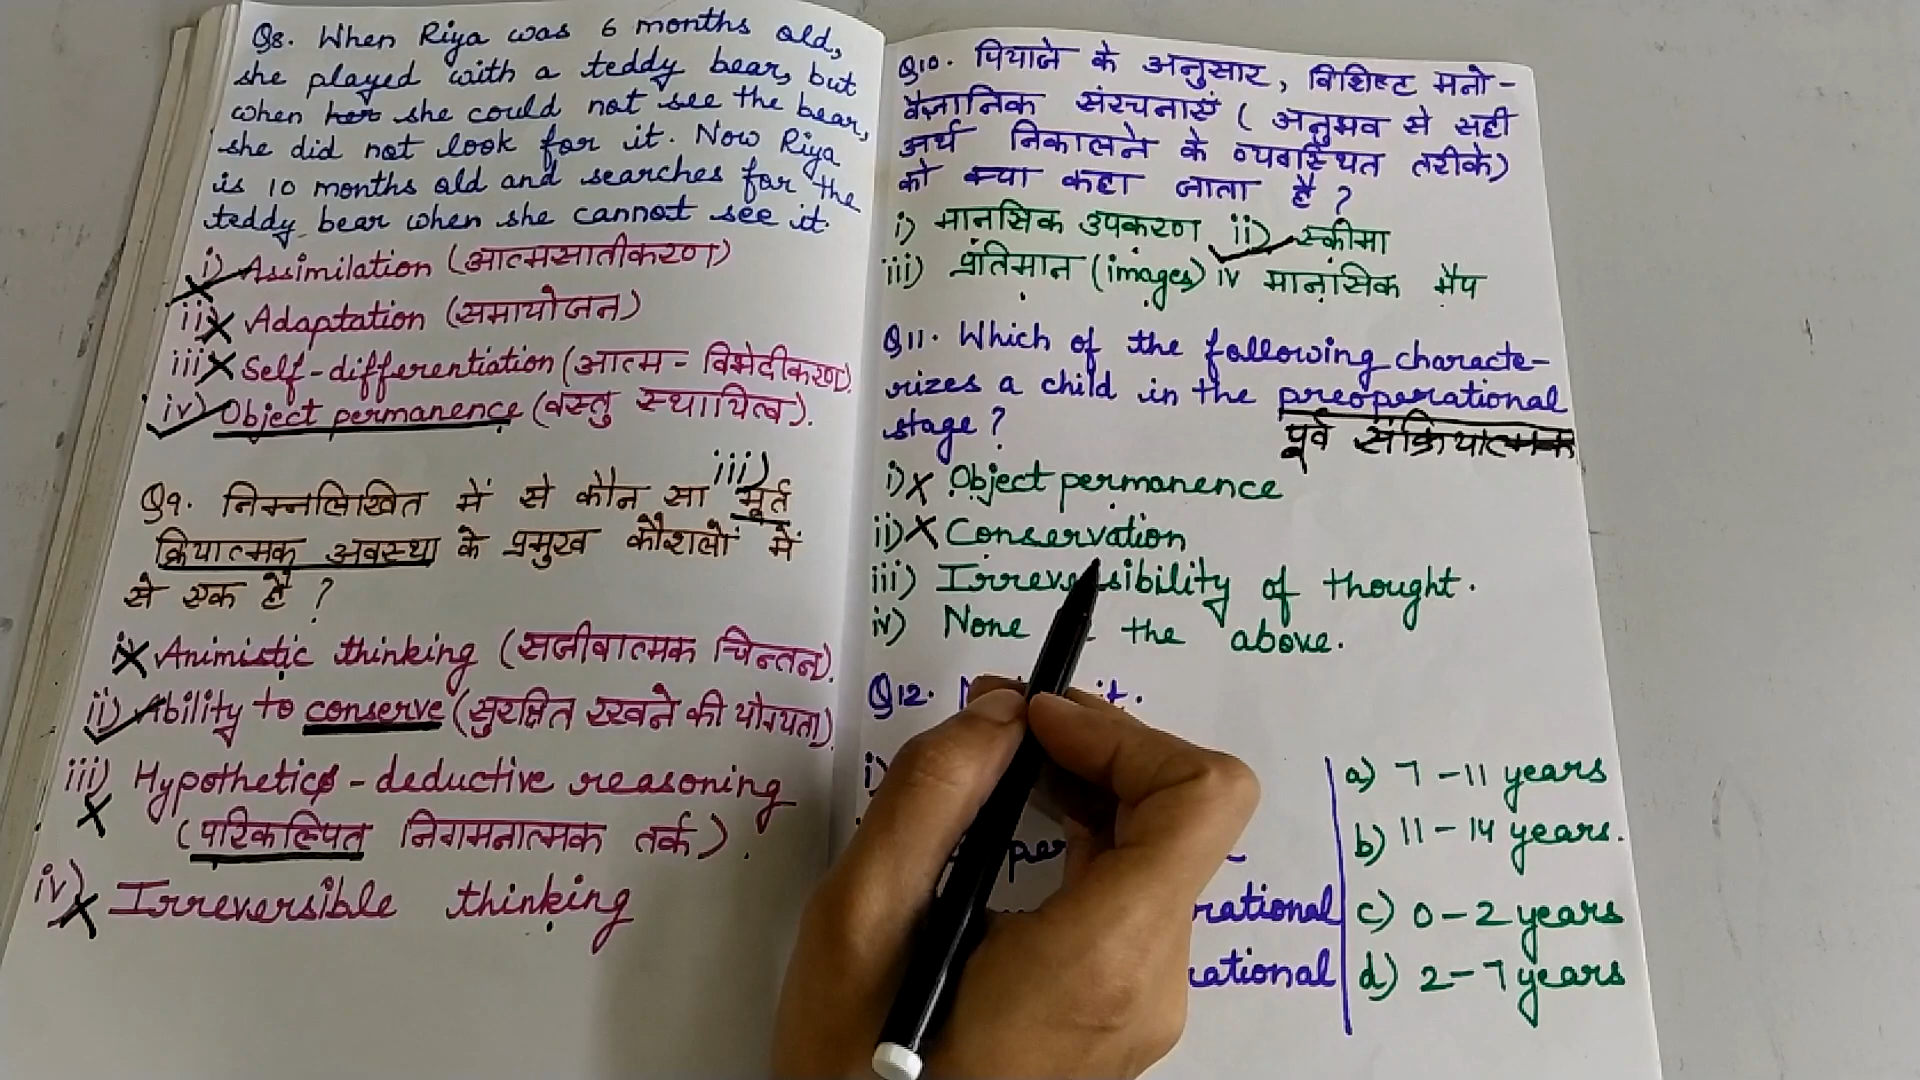 Q8. When Riya was 6 months old,
she played with a teddy bear, but
when her she could not see the bear,
she did not look for it. Now Riya
is 10 months old and searches for the
teddy bear when she cannot see it.
i) Assimilation (आत्मसातीकरण)
ii) Adaptation (समायोजन)
iii) Self-differentiation (आत्म-विभेदीकरण).
iv) Object permanence (वस्तु स्थायित्व).
iii)
Q9. निम्नलिखित में से कौन सा मूर्त
क्रियात्मक अवस्था के प्रमुख कौशलों में
से एक है ?
i) Animistic thinking (सजीवात्मक चिन्तन).
ii) Ability to conserve (सुरक्षित रखने की योग्यता).
iii) Hypothetic - deductive reasoning
(परिकल्पित निगमनात्मक तर्क).
iv) Irreversible thinking
Q10. पियाजे के अनुसार, विशिष्ट मनो-
वैज्ञानिक संरचनाएं ( अनुभव से सही
अर्थ निकालने के व्यवस्थित तरीके)
को क्या कहा जाता है ?
i) मानसिक उपकरण ii) स्कीमा
iii) प्रतिमान (images) iv मानसिक मैप
Q11. Which of the following characte-
rizes a child in the preoperational
stage ? पूर्व संक्रियात्मक
i) Object permanence
ii) Conservation
iii) Irreversibility of thought.
iv) None the above.
Q12. it.
i) a) 7-11 years
b) 11-14 years.
rational c) 0-2 years
rational d) 2-7 years